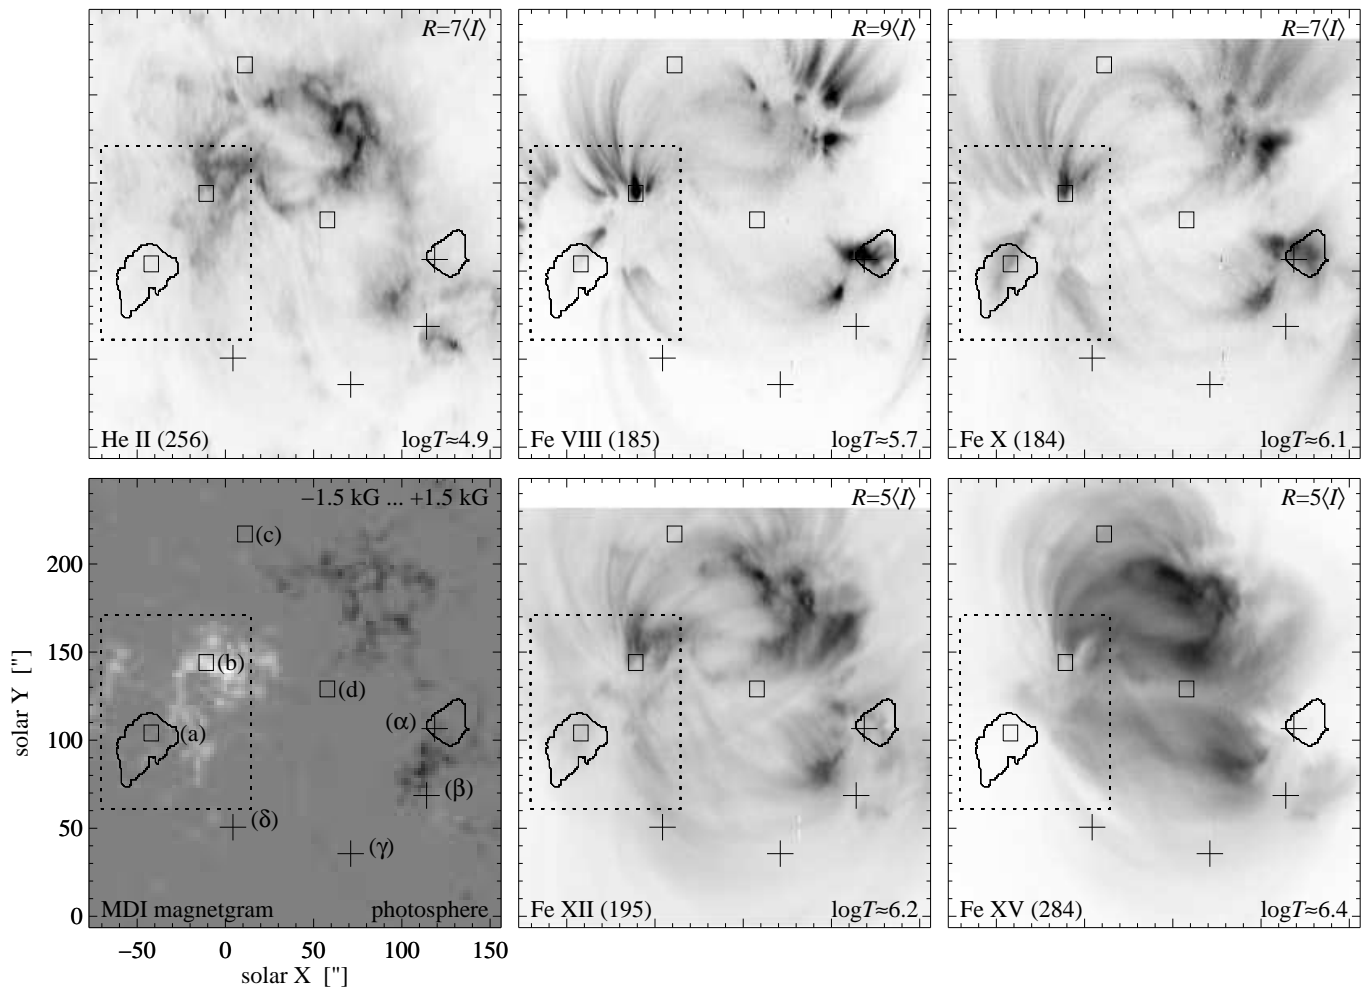 R=7⟨I⟩
He II (256)
logT≈4.9
R=9⟨I⟩
Fe VIII (185)
logT≈5.7
R=7⟨I⟩
Fe X (184)
logT≈6.1
−1.5 kG ... +1.5 kG
(c)
(b)
(d)
(a)
(α)
(β)
(δ)
(γ)
MDI magnetgram
photosphere
200
150
100
50
0
solar Y ["]
−50
0
50
100
150
solar X ["]
R=5⟨I⟩
Fe XII (195)
logT≈6.2
R=5⟨I⟩
Fe XV (284)
logT≈6.4